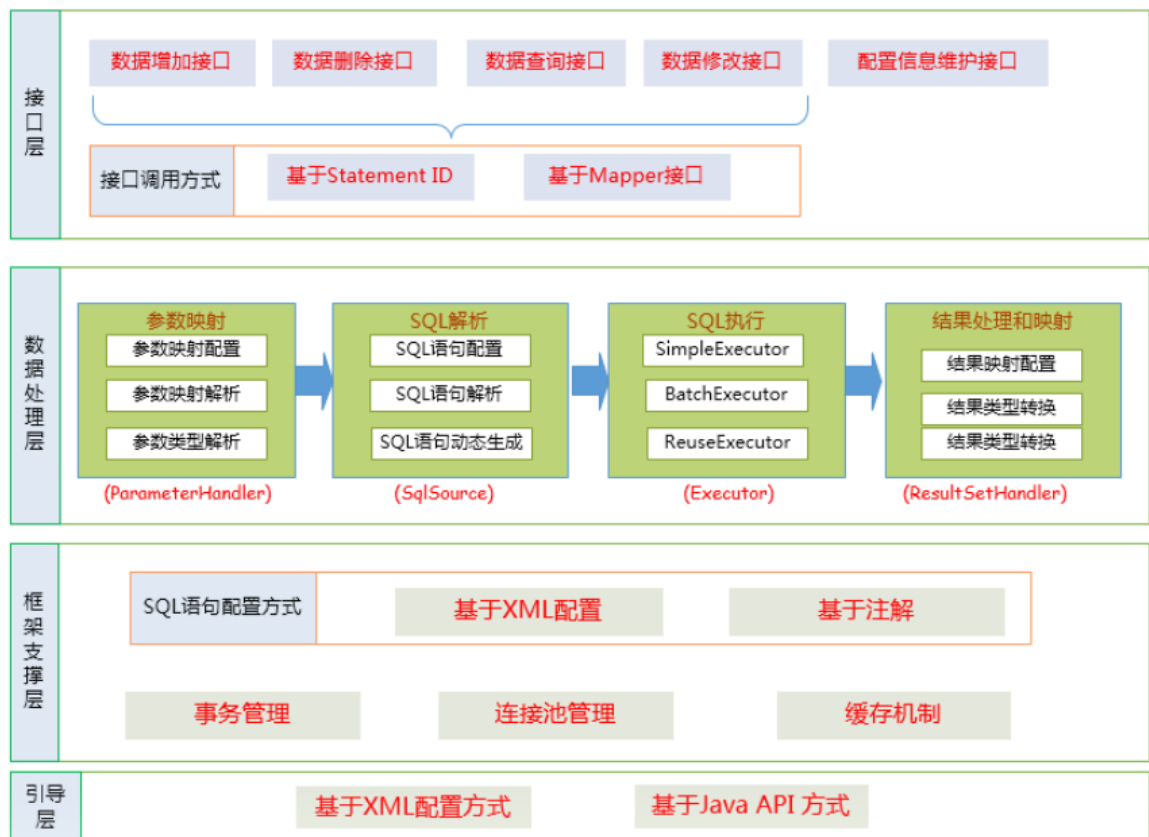 数据增加接口
数据删除接口
数据查询接口
数据修改接口
配置信息维护接口
接口层
接口调用方式
基于Statement ID
基于Mapper接口
数据处理层
参数映射
参数映射配置
参数映射解析
参数类型解析
(ParameterHandler)
SQL解析
SQL语句配置
SQL语句解析
SQL语句动态生成
(SqlSource)
SQL执行
SimpleExecutor
BatchExecutor
ReuseExecutor
(Executor)
结果处理和映射
结果映射配置
结果类型转换
结果类型转换
(ResultSetHandler)
框架支撑层
SQL语句配置方式
基于XML配置
基于注解
事务管理
连接池管理
缓存机制
引导层
基于XML配置方式
基于Java API 方式